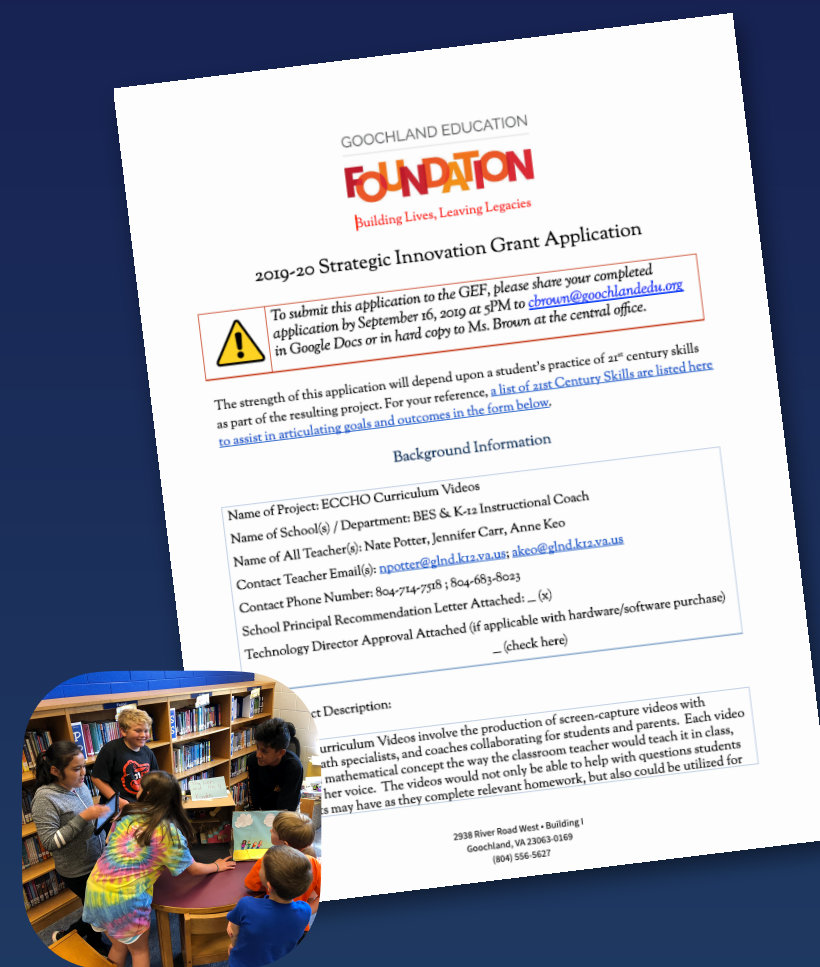 GOOCHLAND EDUCATION
FOUNDATION
Building Lives, Leaving Legacies
2019-20 Strategic Innovation Grant Application
To submit this application to the GEF, please share your completed
application by September 16, 2019 at 5PM to cbrown@goochlandedu.org
in Google Docs or in hard copy to Ms. Brown at the central office.
The strength of this application will depend upon a student's practice of 21st century skills
as part of the resulting project. For your reference, a list of 21st Century Skills are listed here
to assist in articulating goals and outcomes in the form below.
Background Information
Name of Project: ECCHO Curriculum Videos
Name of School(s) / Department: BES & K-12 Instructional Coach
Name of All Teacher(s): Nate Potter, Jennifer Carr, Anne Keo
Contact Teacher Email(s): npotter@glnd.k12.va.us; akeo@glnd.k12.va.us
Contact Phone Number: 804-714-7518 ; 804-683-8023
School Principal Recommendation Letter Attached: _ (x)
Technology Director Approval Attached (if applicable with hardware/software purchase)
_ (check here)
ct Description:
urriculum Videos involve the production of screen-capture videos with
ath specialists, and coaches collaborating for students and parents. Each video
mathematical concept the way the classroom teacher would teach it in class,
her voice. The videos would not only be able to help with questions students
s may have as they complete relevant homework, but also could be utilized for
2938 River Road West • Building I
Goochland, VA 23063-0169
(804) 556-5627